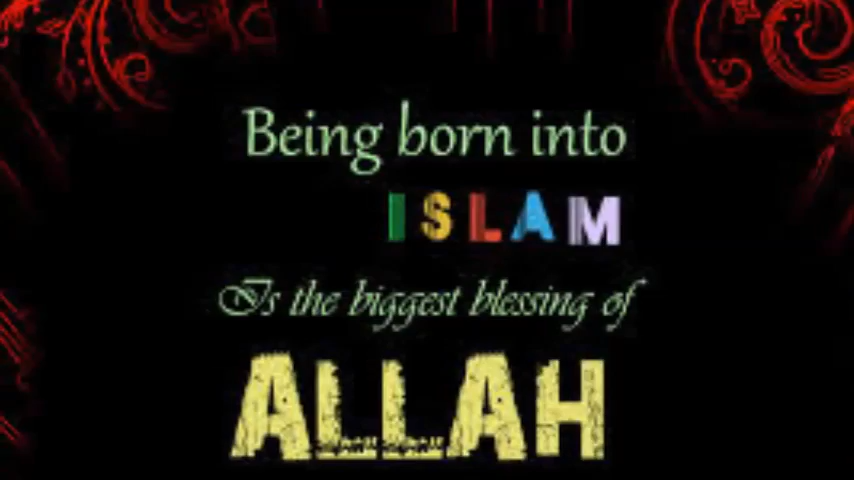 Being born into
ISLAM
Is the biggest blessing of
ALLAH